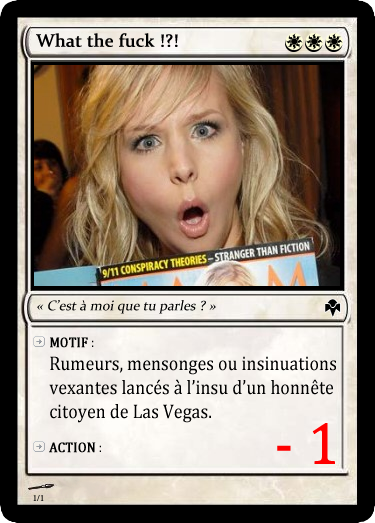 What the fuck !?!
9/11 CONSPIRACY THEORIES – STRANGER THAN FICTION
« C'est à moi que tu parles ? »
MOTIF :
Rumeurs, mensonges ou insinuations
vexantes lancés à l'insu d'un honnête
citoyen de Las Vegas.
ACTION :
- 1
1/1